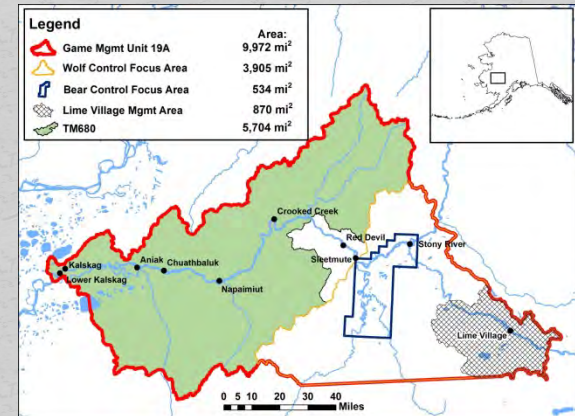 Legend
Area:
Game Mgmt Unit 19A 9,972 mi²
Wolf Control Focus Area 3,905 mi²
Bear Control Focus Area 534 mi²
Lime Village Mgmt Area 870 mi²
TM680 5,704 mi²
Crooked Creek
Red Devil
Stony River
Sleetmute
Kalskag
Aniak
Chuathbaluk
Lower Kalskag
Napaimiut
Lime Village
0 5 10 20 30 40
Miles